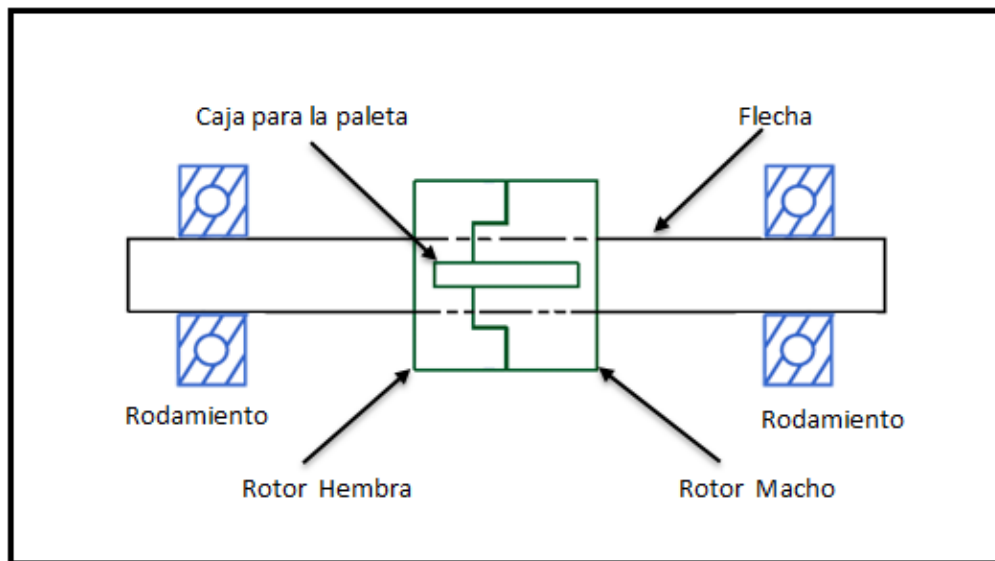 Caja para la paleta
Flecha
Rodamiento
Rodamiento
Rotor Hembra
Rotor Macho